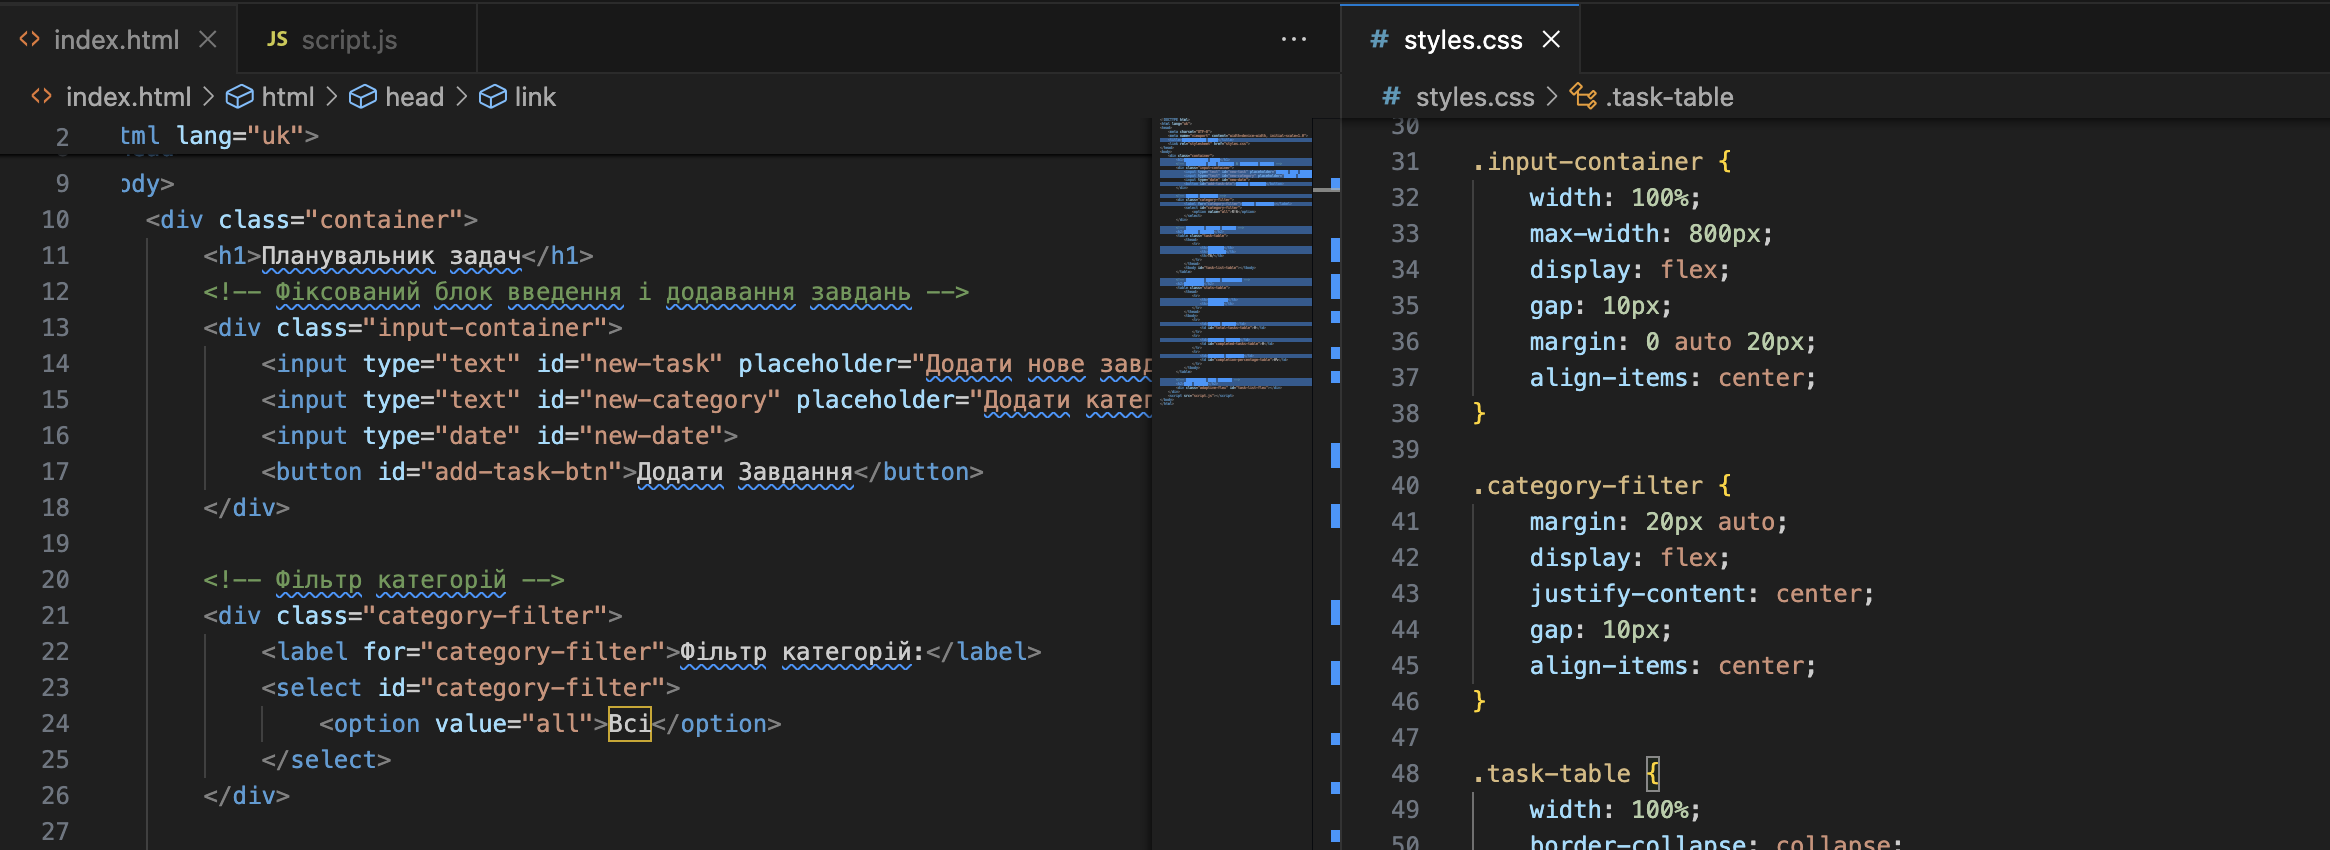 index.html
JS script.js
# styles.css
index.html > html > head > link
# styles.css > .task-table
2 tml lang="uk">
9 ody>
10 <div class="container">
11 <h1>Планувальник задач</h1>
12 <!-- Фіксований блок введення і додавання завдань -->
13 <div class="input-container">
14 <input type="text" id="new-task" placeholder="Додати нове завд
15 <input type="text" id="new-category" placeholder="Додати катег
16 <input type="date" id="new-date">
17 <button id="add-task-btn">Додати Завдання</button>
18 </div>
19
20 <!-- Фільтр категорій -->
21 <div class="category-filter">
22 <label for="category-filter">Фільтр категорій:</label>
23 <select id="category-filter">
24 <option value="all">Всі</option>
25 </select>
26 </div>
27
30
31 .input-container {
32 width: 100%;
33 max-width: 800px;
34 display: flex;
35 gap: 10px;
36 margin: 0 auto 20px;
37 align-items: center;
38 }
39
40 .category-filter {
41 margin: 20px auto;
42 display: flex;
43 justify-content: center;
44 gap: 10px;
45 align-items: center;
46 }
47
48 .task-table {
49 width: 100%;
50 border-collapse: collapse;